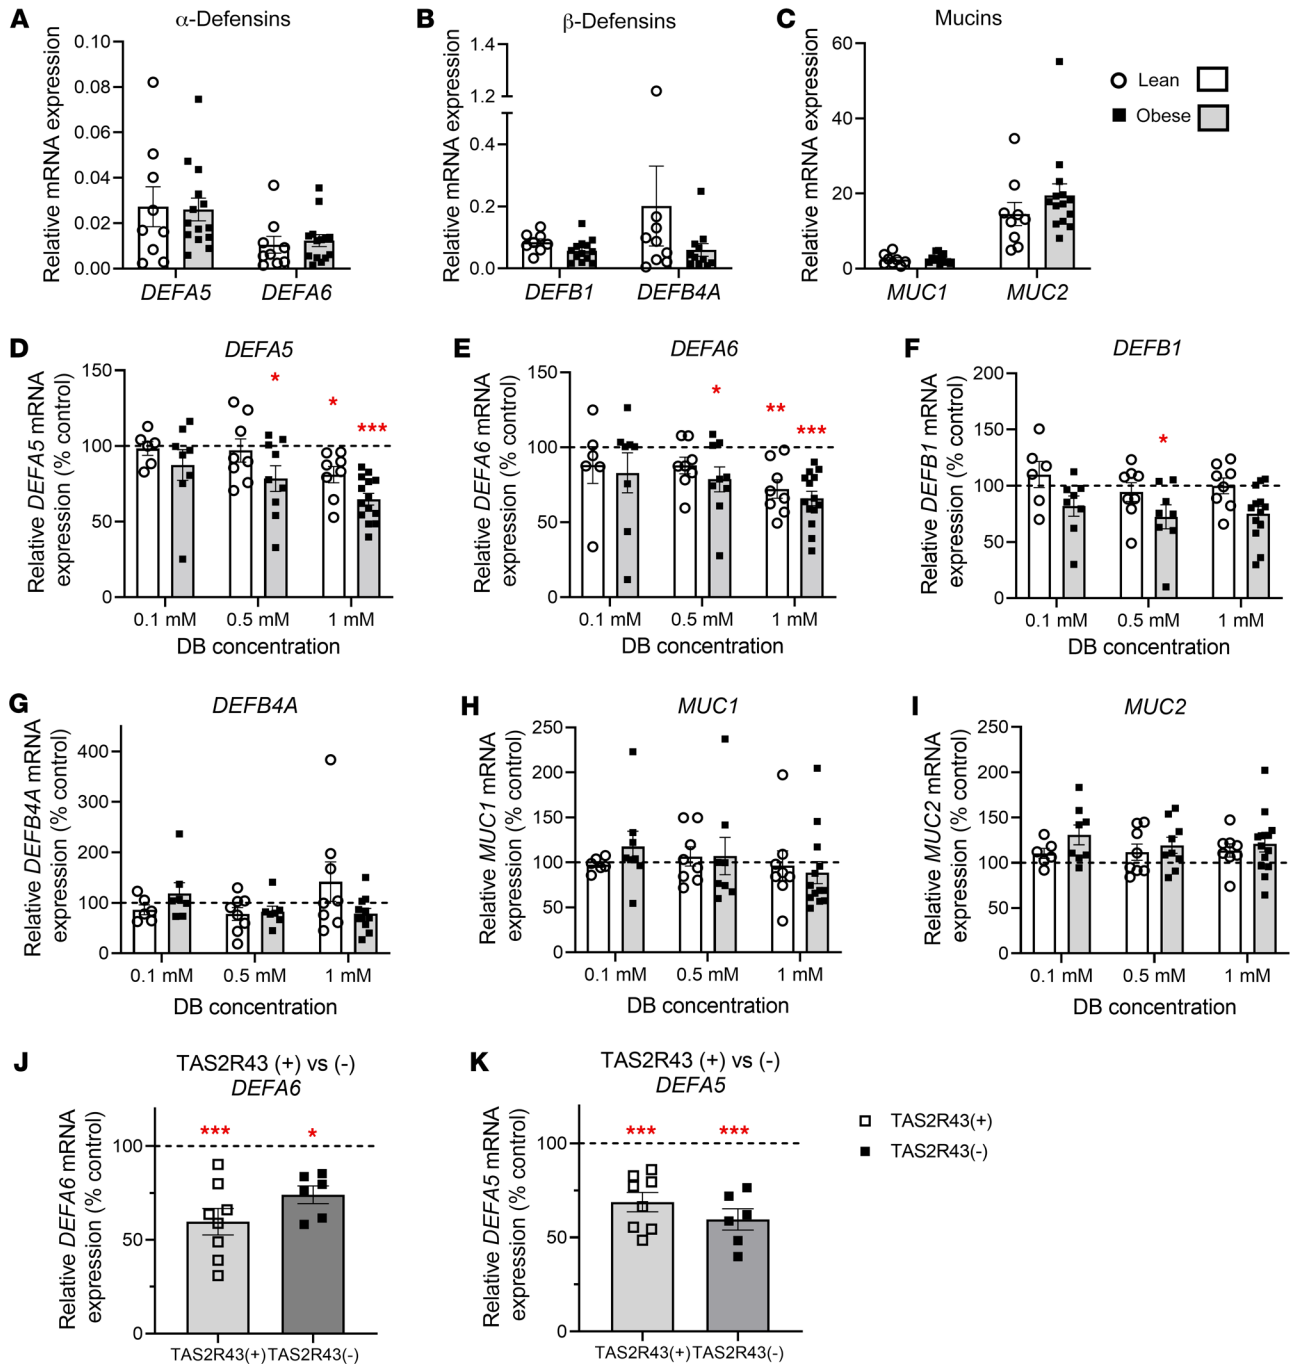 A
α-Defensins
Relative mRNA expression
0.10
0.08
0.06
0.04
0.02
0.00
DEFA5
DEFA6
B
β-Defensins
Relative mRNA expression
1.4
1.2
0.4
0.2
0.0
DEFB1
DEFB4A
C
Mucins
Relative mRNA expression
60
40
20
0
MUC1
MUC2
Lean
Obese
D
DEFA5
Relative DEFA5 mRNA
expression (% control)
150
100
50
0
*
*
***
0.1 mM 0.5 mM 1 mM
DB concentration
E
DEFA6
Relative DEFA6 mRNA
expression (% control)
150
100
50
0
*
**
***
0.1 mM 0.5 mM 1 mM
DB concentration
F
DEFB1
Relative DEFB1 mRNA
expression (% control)
200
150
100
50
0
*
0.1 mM 0.5 mM 1 mM
DB concentration
G
DEFB4A
Relative DEFB4A mRNA
expression (% control)
400
300
200
100
0
0.1 mM 0.5 mM 1 mM
DB concentration
H
MUC1
Relative MUC1 mRNA
expression (% control)
250
200
150
100
50
0
0.1 mM 0.5 mM 1 mM
DB concentration
I
MUC2
Relative MUC2 mRNA
expression (% control)
250
200
150
100
50
0
0.1 mM 0.5 mM 1 mM
DB concentration
J
TAS2R43 (+) vs (-)
DEFA6
Relative DEFA6 mRNA
expression (% control)
100
50
0
***
*
TAS2R43(+) TAS2R43(-)
K
TAS2R43 (+) vs (-)
DEFA5
Relative DEFA5 mRNA
expression (% control)
100
50
0
***
***
TAS2R43(+) TAS2R43(-)
TAS2R43(+)
TAS2R43(-)